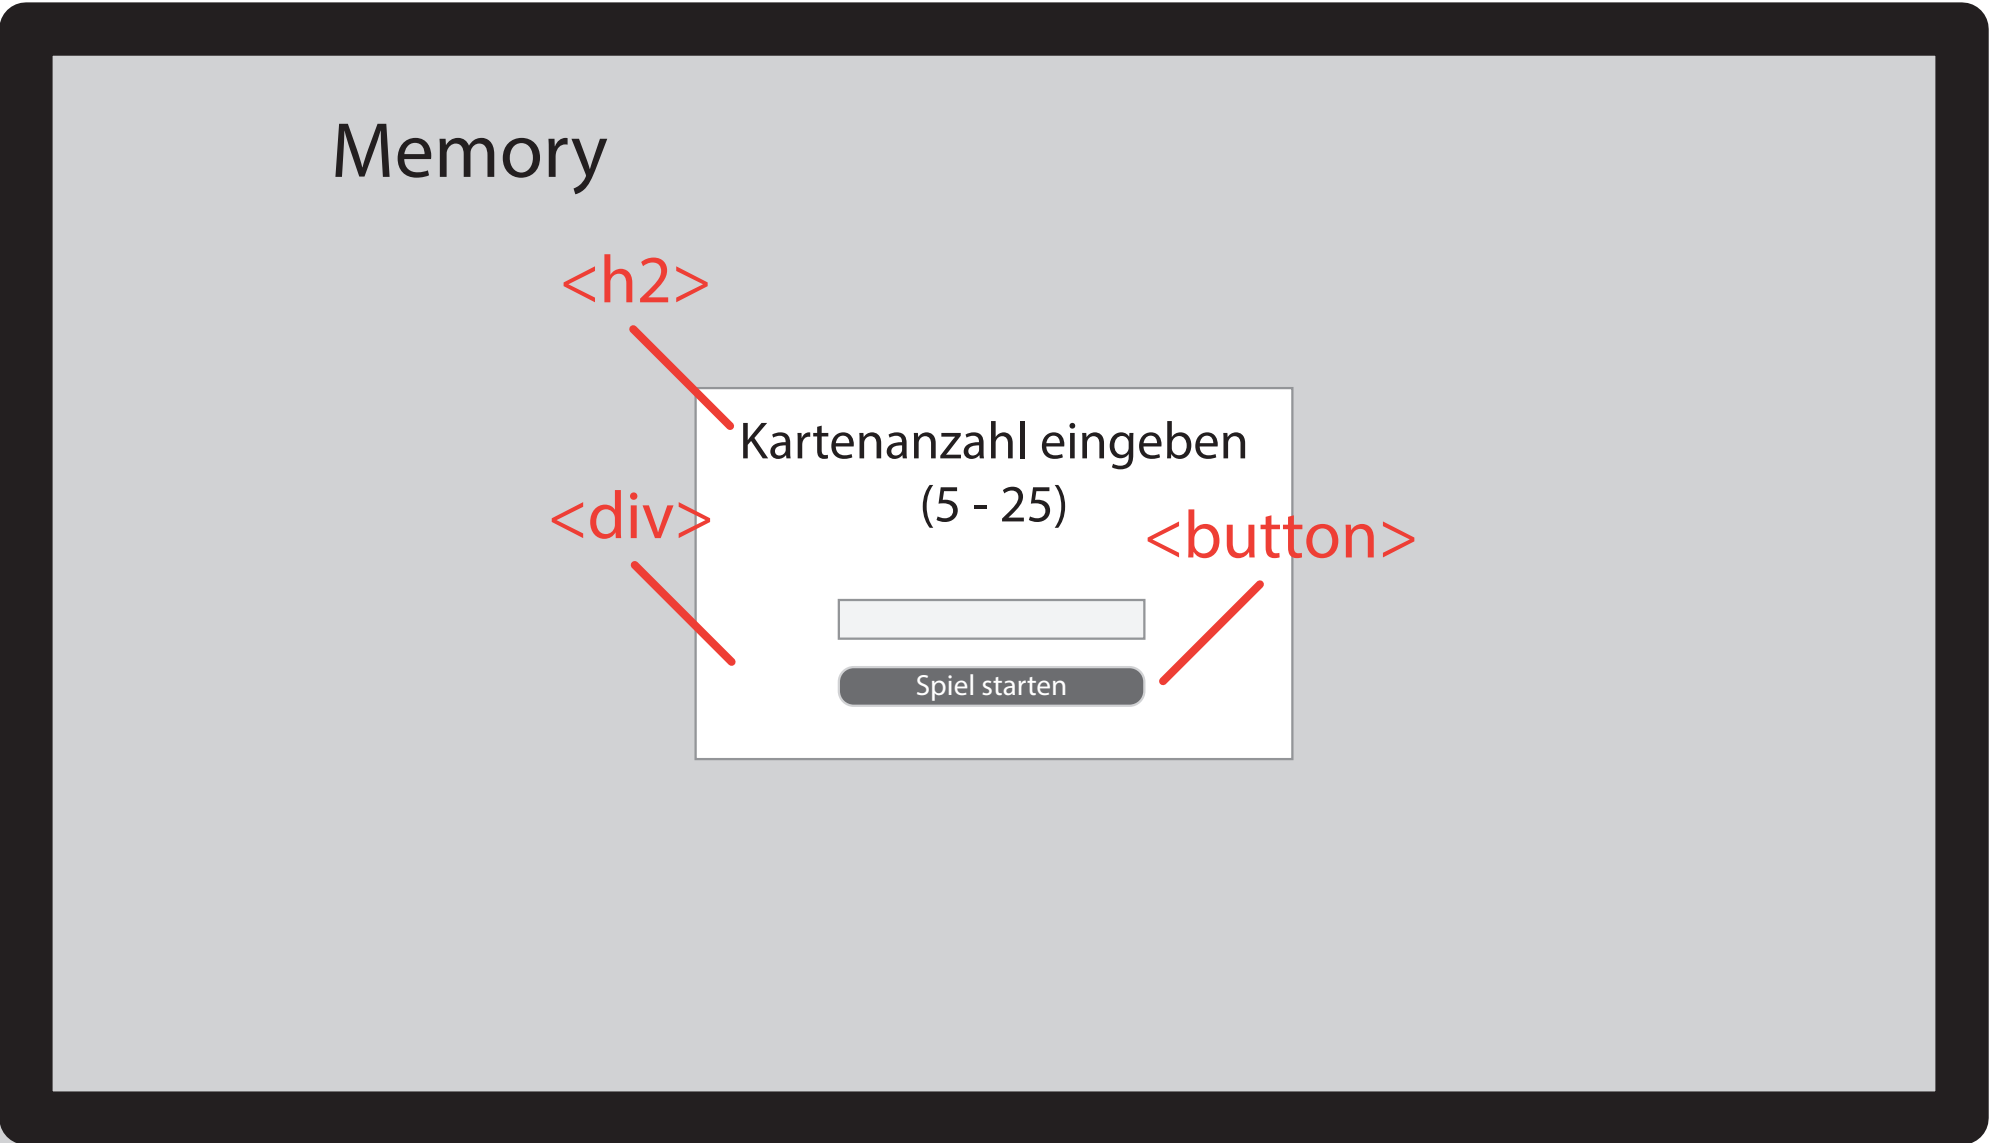 Memory
<h2>
Kartenanzahl eingeben
(5 - 25)
<div>
<button>
Spiel starten